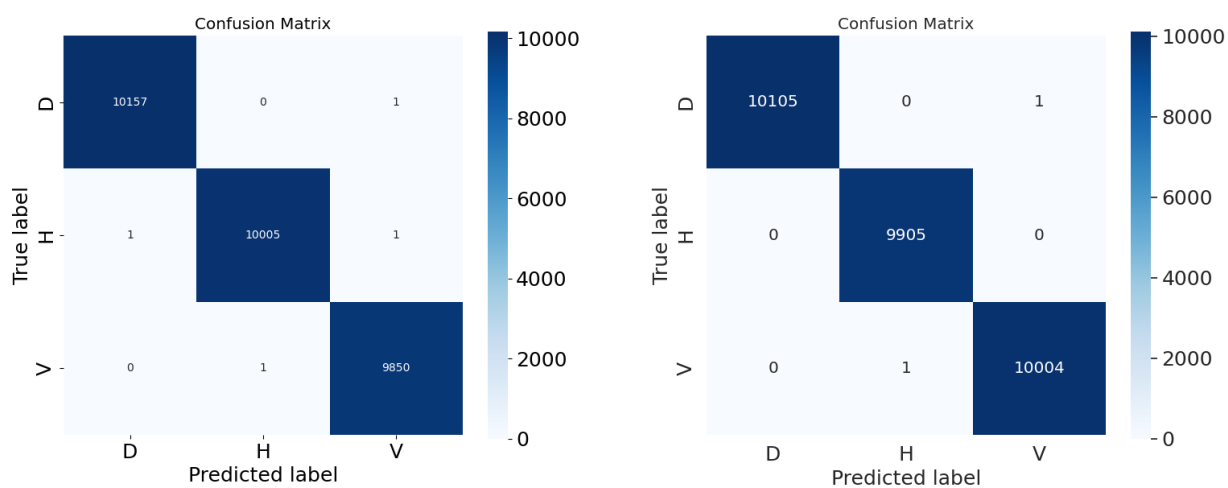 Confusion Matrix
D 10157 0 1
H 1 10005 1
V 0 1 9850
D H V
Predicted label
True label
10000
8000
6000
4000
2000
0
Confusion Matrix
D 10105 0 1
H 0 9905 0
V 0 1 10004
D H V
Predicted label
True label
10000
8000
6000
4000
2000
0